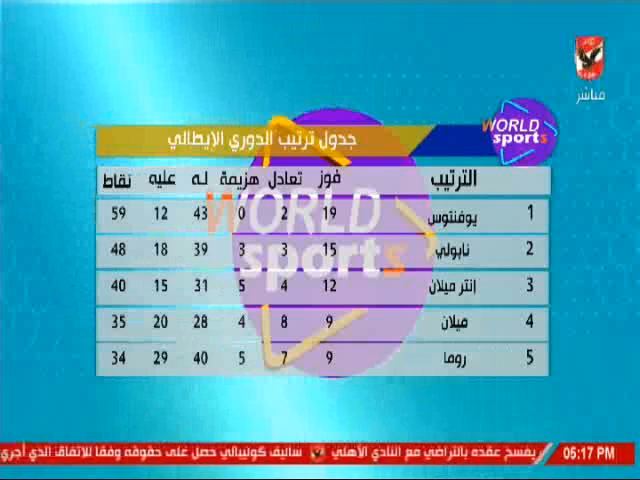 مباشر
WORLD
sports
جدول ترتيب الدوري الإيطالي
الترتيب فوز تعادل هزيمة له عليه نقاط
1 يوفنتوس 19 2 0 43 12 59
2 نابولي 15 3 3 39 18 48
3 إنتر ميلان 12 4 5 31 15 40
4 ميلان 9 8 4 28 20 35
5 روما 9 7 5 40 29 34
WORLD
sports
يفسخ عقده بالتراضي مع النادي الأهلي ساليف كوليبالي حصل على حقوقه وفقا للاتفاق الذي أجري
05:17 PM